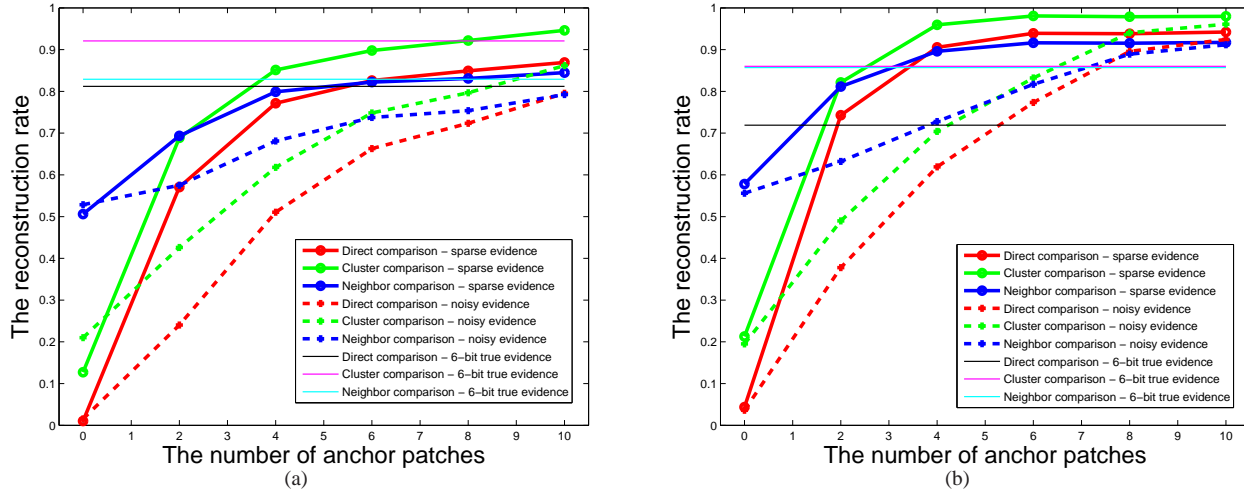 1
0.9
0.8
0.7
0.6
0.5
0.4
0.3
0.2
0.1
0
The reconstruction rate
Direct comparison − sparse evidence
Cluster comparison − sparse evidence
Neighbor comparison − sparse evidence
Direct comparison − noisy evidence
Cluster comparison − noisy evidence
Neighbor comparison − noisy evidence
Direct comparison − 6−bit true evidence
Cluster comparison − 6−bit true evidence
Neighbor comparison − 6−bit true evidence
0 1 2 3 4 5 6 7 8 9 10
The number of anchor patches
(a)
1
0.9
0.8
0.7
0.6
0.5
0.4
0.3
0.2
0.1
0
The reconstruction rate
Direct comparison − sparse evidence
Cluster comparison − sparse evidence
Neighbor comparison − sparse evidence
Direct comparison − noisy evidence
Cluster comparison − noisy evidence
Neighbor comparison − noisy evidence
Direct comparison − 6−bit true evidence
Cluster comparison − 6−bit true evidence
Neighbor comparison − 6−bit true evidence
0 1 2 3 4 5 6 7 8 9 10
The number of anchor patches
(b)